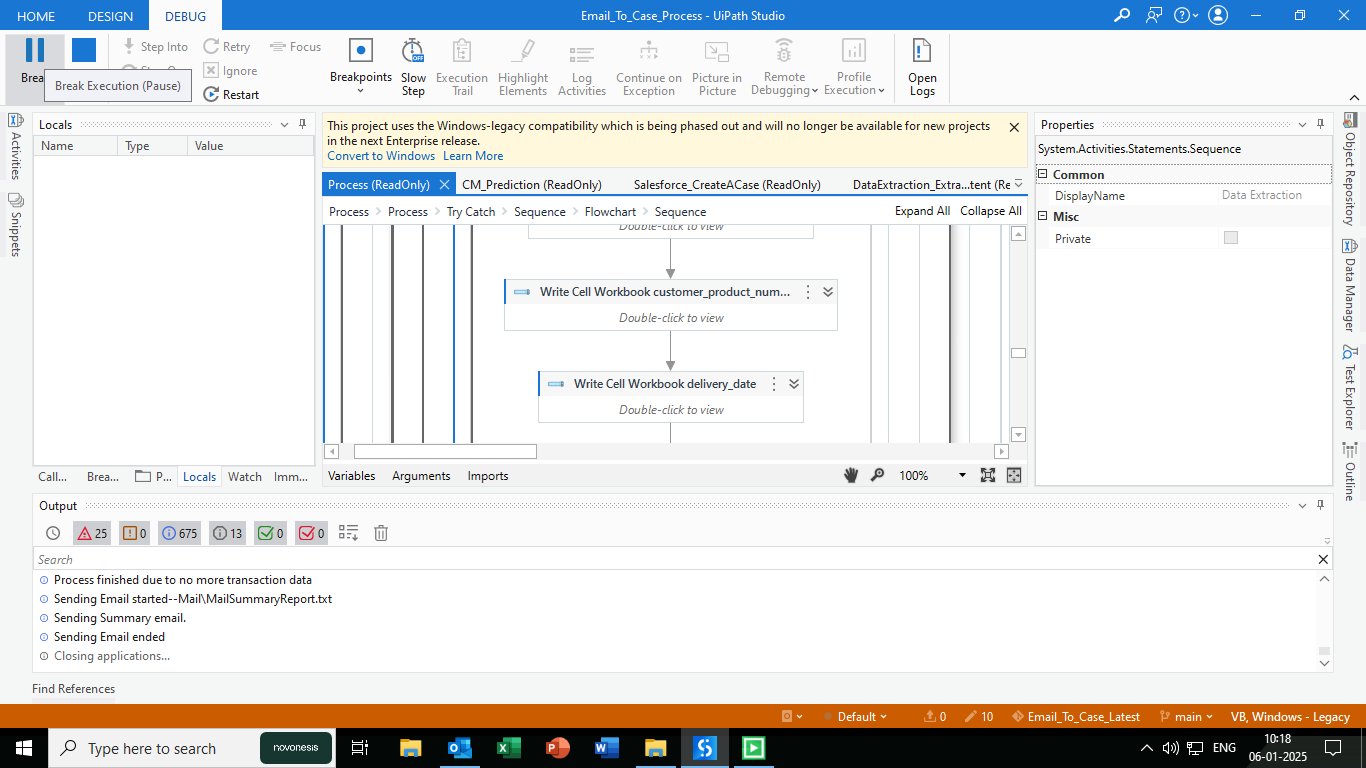 HOME DESIGN DEBUG Email_To_Case_Process - UiPath Studio
Step Into Retry Focus
Ignore
Restart
Break Execution (Pause)
Breakpoints
Slow Step
Execution Trail
Highlight Elements
Log Activities
Continue on Exception
Picture in Picture
Remote Debugging
Profile Execution
Open Logs
Activities
Snippets
Locals
Name Type Value
Call... Brea... P... Locals Watch Imm...
This project uses the Windows-legacy compatibility which is being phased out and will no longer be available for new projects
in the next Enterprise release.
Convert to Windows Learn More
Process (ReadOnly) CM_Prediction (ReadOnly) Salesforce_CreateACase (ReadOnly) DataExtraction_Extra...tent (Re
Process Process Try Catch Sequence Flowchart Sequence Expand All Collapse All
Double-click to view
Write Cell Workbook customer_product_num...
Double-click to view
Write Cell Workbook delivery_date
Double-click to view
Variables Arguments Imports 100%
Properties
System.Activities.Statements.Sequence
Common
DisplayName Data Extraction
Misc
Private
Object Repository
Data Manager
Test Explorer
Outline
Output
25 0 675 13 0 0
Search
Process finished due to no more transaction data
Sending Email started--Mail\MailSummaryReport.txt
Sending Summary email.
Sending Email ended
Closing applications...
Find References
Default 0 10 Email_To_Case_Latest main VB, Windows - Legacy
Type here to search novonesis ENG 10:18
06-01-2025